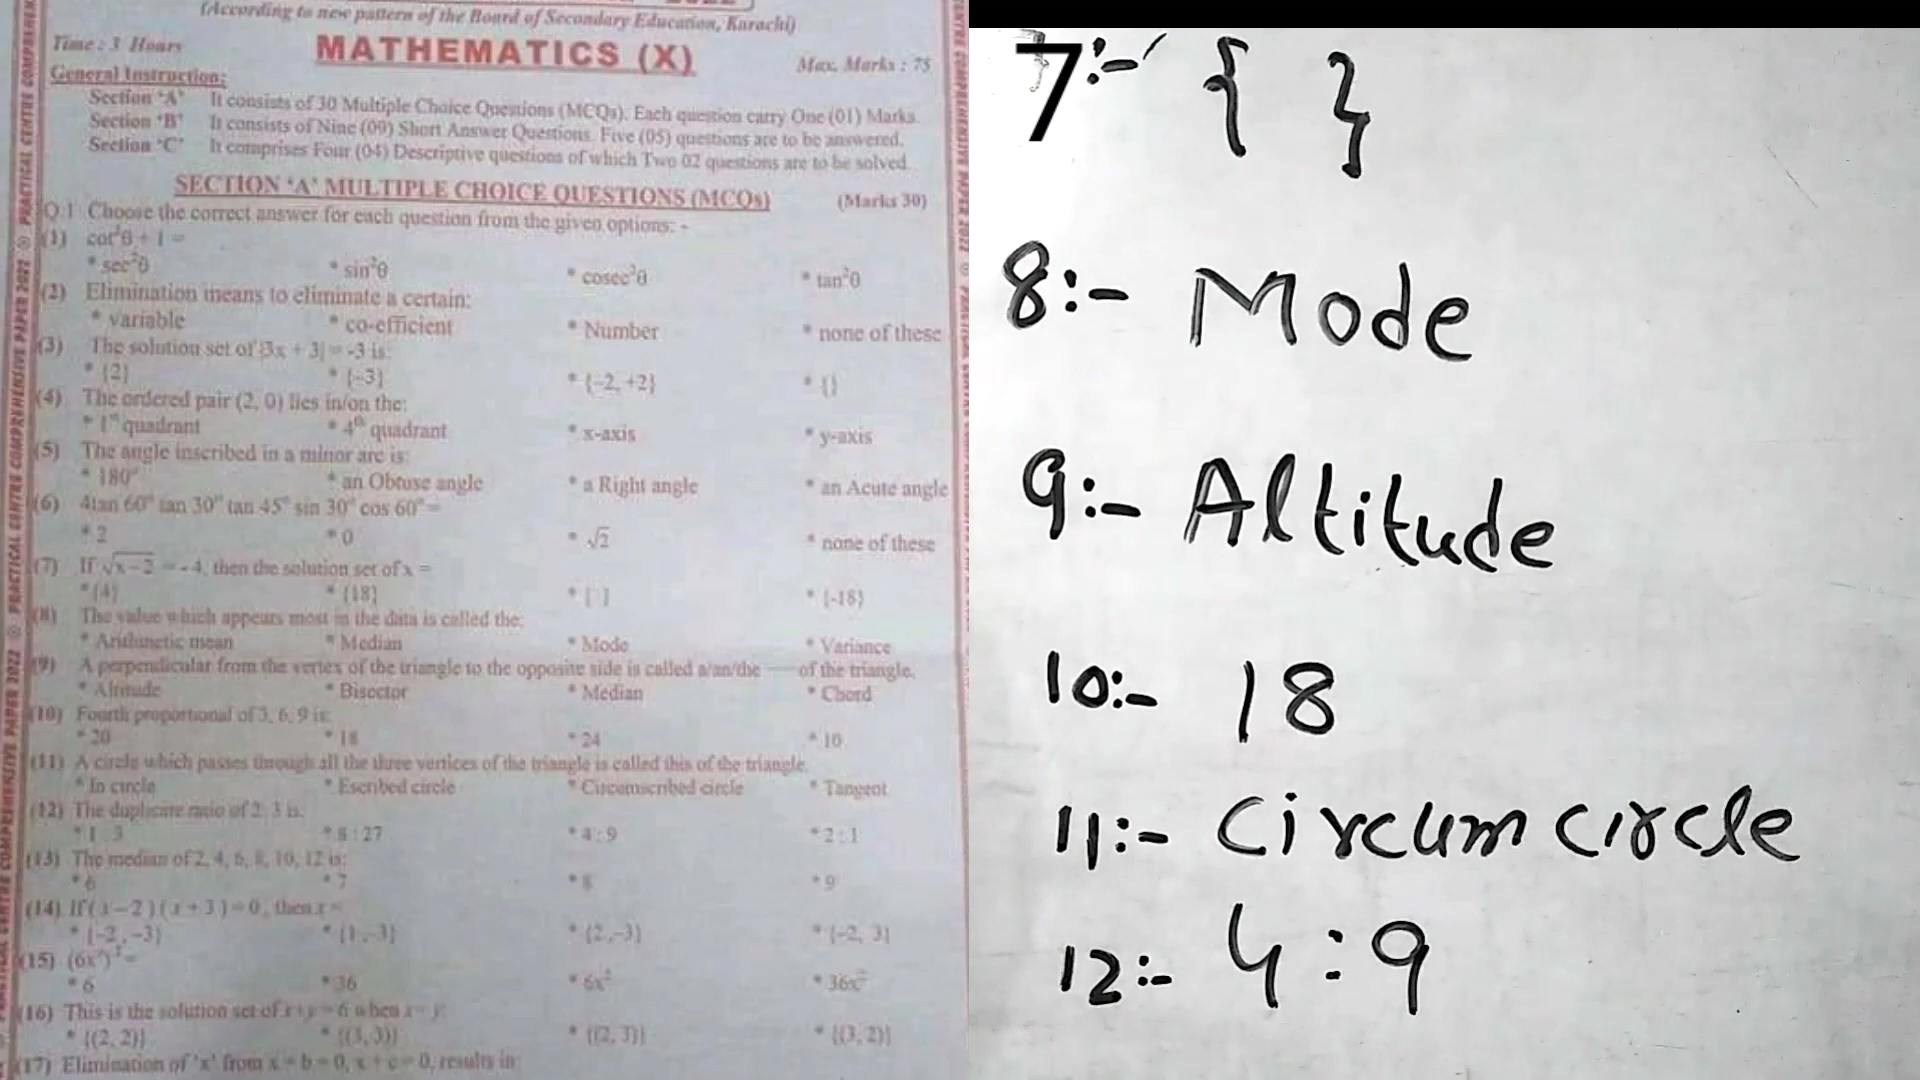 (According to new pattern of the Board of Secondary Education, Karachi)
Time : 3 Hours
MATHEMATICS (X)
Max. Marks : 75
General Instruction:
Section 'A' It consists of 30 Multiple Choice Questions (MCQs). Each question carry One (01) Marks.
Section 'B' It consists of Nine (09) Short Answer Questions. Five (05) questions are to be answered.
Section 'C' It comprises Four (04) Descriptive questions of which Two 02 questions are to be solved.
SECTION 'A' MULTIPLE CHOICE QUESTIONS (MCQs) (Marks 30)
Q.1 Choose the correct answer for each question from the given options: -
(1) cot²θ + 1 =
* sec²θ * sin²θ * cosec²θ * tan²θ
(2) Elimination means to eliminate a certain:
* variable * co-efficient * Number * none of these
(3) The solution set of |3x + 3| = -3 is:
* {2} * {-3} * {-2, +2} * {}
(4) The ordered pair (2, 0) lies in/on the:
* 1st quadrant * 4th quadrant * x-axis * y-axis
(5) The angle inscribed in a minor arc is:
* 180° * an Obtuse angle * a Right angle * an Acute angle
(6) 4tan 60° tan 30° tan 45° sin 30° cos 60° =
* 2 * 0 * √2 * none of these
(7) If √x-2 = -4, then the solution set of x =
* {4} * {18} * { } * {-18}
(8) The value which appears most in the data is called the:
* Arithmetic mean * Median * Mode * Variance
(9) A perpendicular from the vertex of the triangle to the opposite side is called a/an/the —— of the triangle.
* Altitude * Bisector * Median * Chord
(10) Fourth proportional of 3, 6, 9 is:
* 20 * 18 * 24 * 10
(11) A circle which passes through all the three vertices of the triangle is called this of the triangle.
* In circle * Escribed circle * Circumscribed circle * Tangent
(12) The duplicate ratio of 2 : 3 is:
* 1 : 3 * 8 : 27 * 4 : 9 * 2 : 1
(13) The median of 2, 4, 6, 8, 10, 12 is:
* 6 * 7 * 8 * 9
(14) If (x – 2) (x + 3) = 0, then x =
* {-2, -3} * {1, -3} * {2, -3} * {-2, 3}
(15)
* 6 * 36 * 6x² * 36x²
(16) This is the solution set of x + y = 6 when x = y:
* {(2, 2)} * {(3, 3)} * {(2, 3)} * {(3, 2)}
(17) Elimination of 'x' from x – b = 0, x + c = 0, results in:
PRACTICAL CENTRE COMPREHENSIVE PAPER 2022
7:- { }
8:- Mode
9:- Altitude
10:- 18
11:- Circum circle
12:- 4 : 9